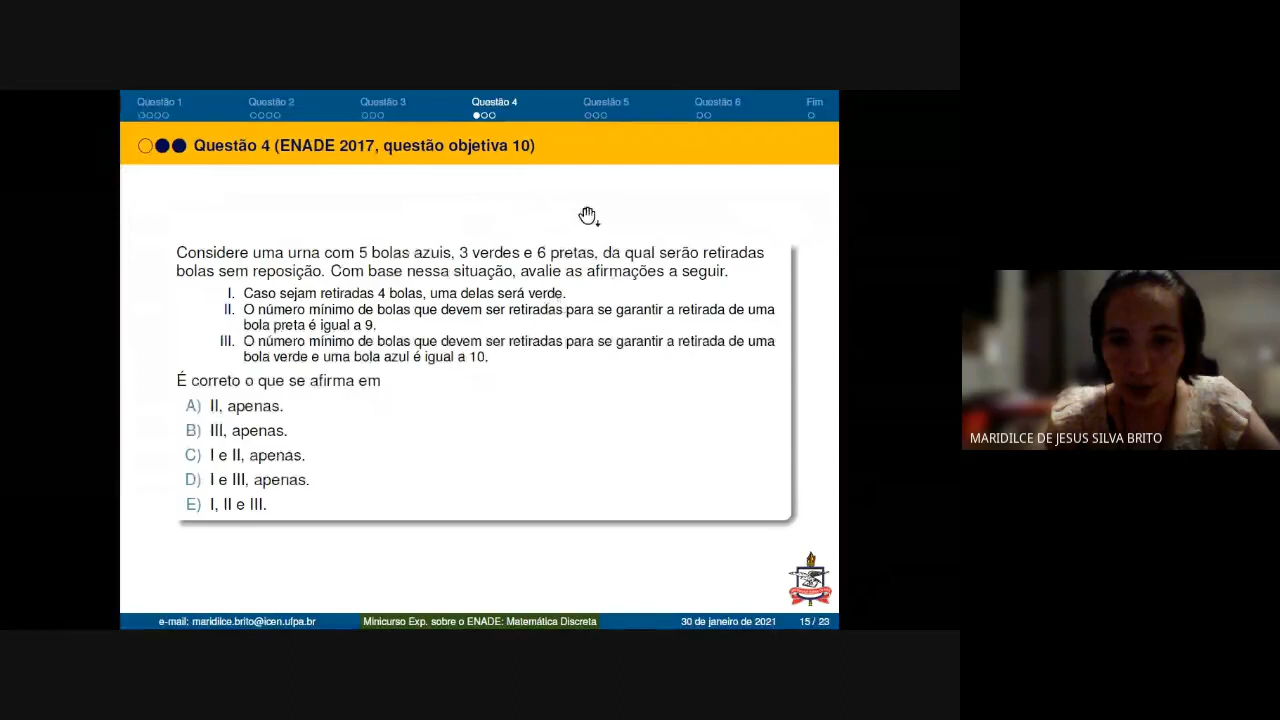 Questão 1 Questão 2 Questão 3 Questão 4 Questão 5 Questão 6 Fim
Questão 4 (ENADE 2017, questão objetiva 10)
Considere uma urna com 5 bolas azuis, 3 verdes e 6 pretas, da qual serão retiradas
bolas sem reposição. Com base nessa situação, avalie as afirmações a seguir.
I. Caso sejam retiradas 4 bolas, uma delas será verde.
II. O número mínimo de bolas que devem ser retiradas para se garantir a retirada de uma
bola preta é igual a 9.
III. O número mínimo de bolas que devem ser retiradas para se garantir a retirada de uma
bola verde e uma bola azul é igual a 10.
É correto o que se afirma em
A) II, apenas.
B) III, apenas.
C) I e II, apenas.
D) I e III, apenas.
E) I, II e III.
MARIDILCE DE JESUS SILVA BRITO
e-mail: maridilce.brito@icen.ufpa.br Minicurso Exp. sobre o ENADE: Matemática Discreta 30 de janeiro de 2021 15 / 23